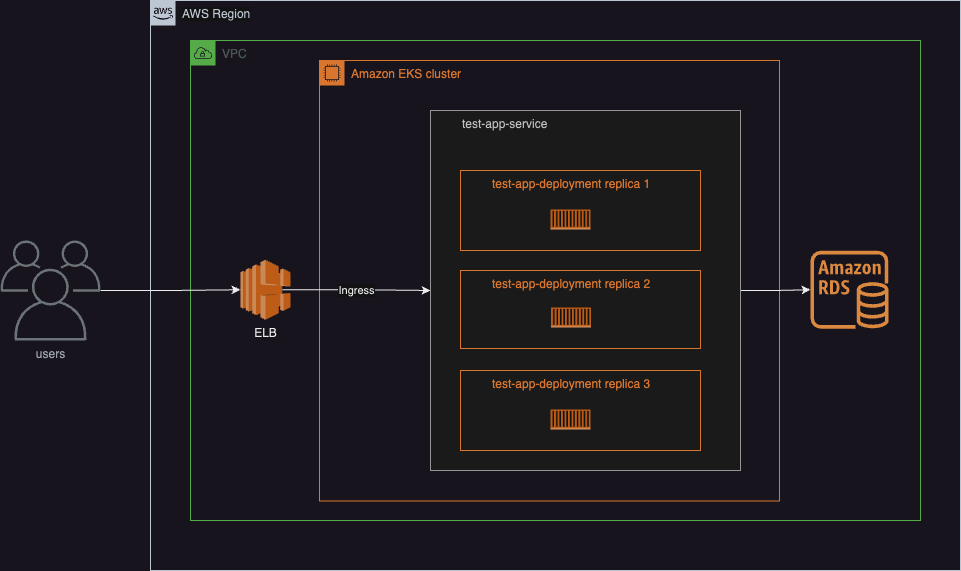 aws
AWS Region
VPC
Amazon EKS cluster
test-app-service
test-app-deployment replica 1
test-app-deployment replica 2
test-app-deployment replica 3
users
ELB
Ingress
Amazon
RDS